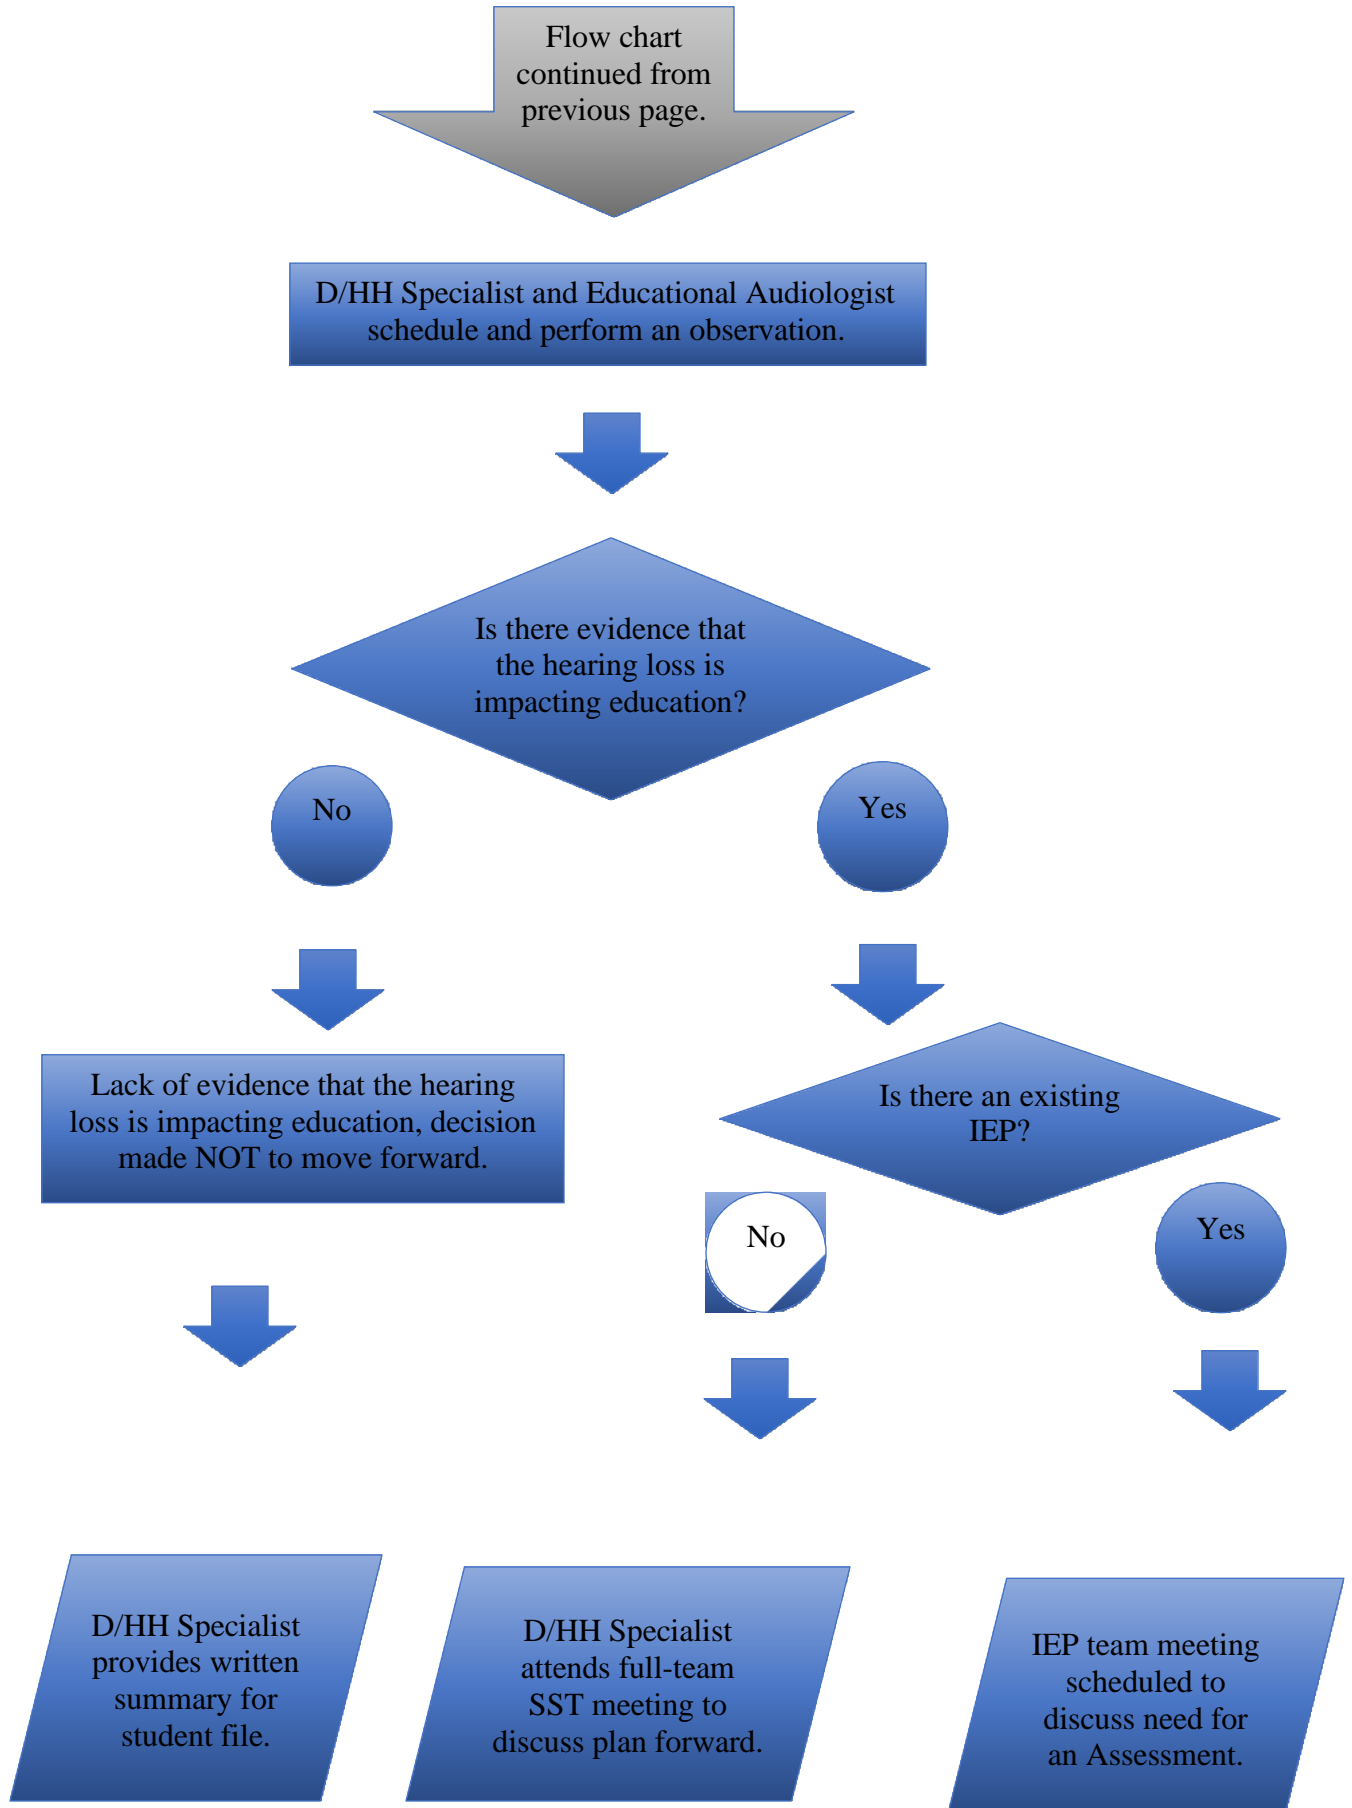 Flow chart
continued from
previous page.
D/HH Specialist and Educational Audiologist
schedule and perform an observation.
Is there evidence that
the hearing loss is
impacting education?
No
Yes
Lack of evidence that the hearing
loss is impacting education, decision
made NOT to move forward.
Is there an existing
IEP?
No
Yes
D/HH Specialist
provides written
summary for
student file.
D/HH Specialist
attends full-team
SST meeting to
discuss plan forward.
IEP team meeting
scheduled to
discuss need for
an Assessment.